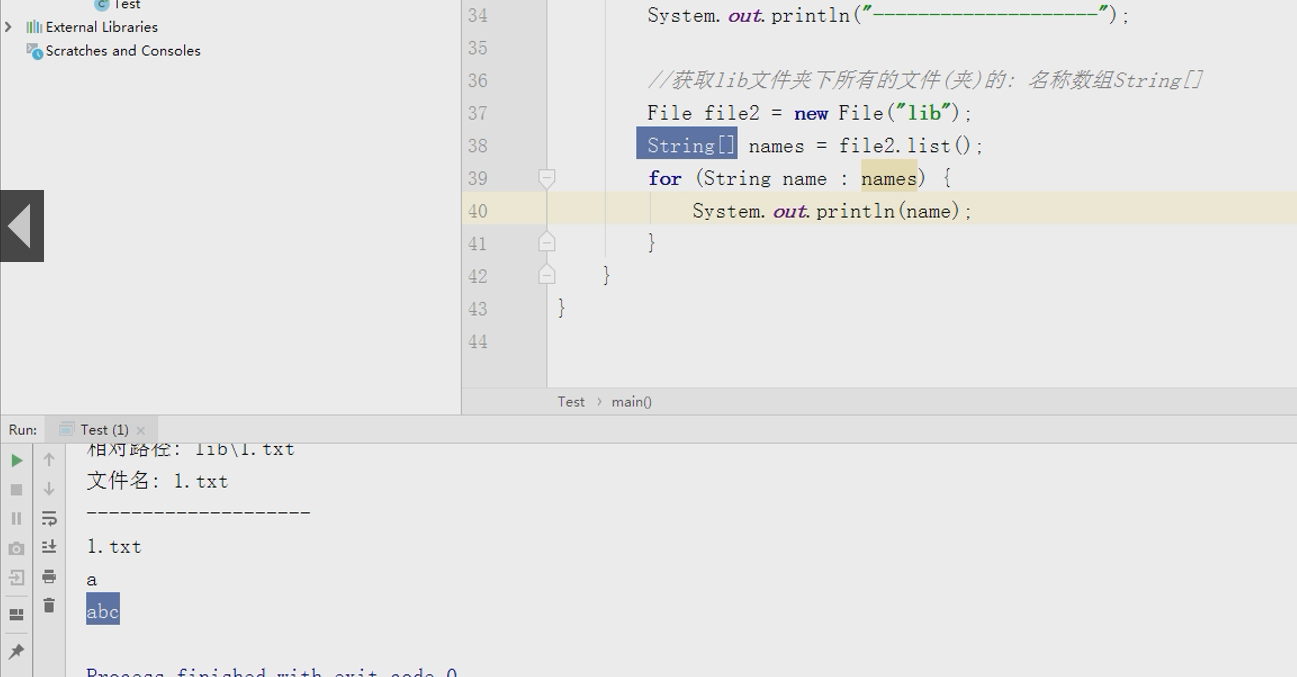 Test
External Libraries
Scratches and Consoles
34 System.out.println("--------------------");
35
36 //获取lib文件夹下所有的文件(夹)的: 名称数组String[]
37 File file2 = new File("lib");
38 String[] names = file2.list();
39 for (String name : names) {
40 System.out.println(name);
41 }
42 }
43 }
44
Test > main()
Run: Test (1) ×
相对路径: lib\1.txt
文件名: 1.txt
--------------------
1.txt
a
abc
Process finished with exit code 0